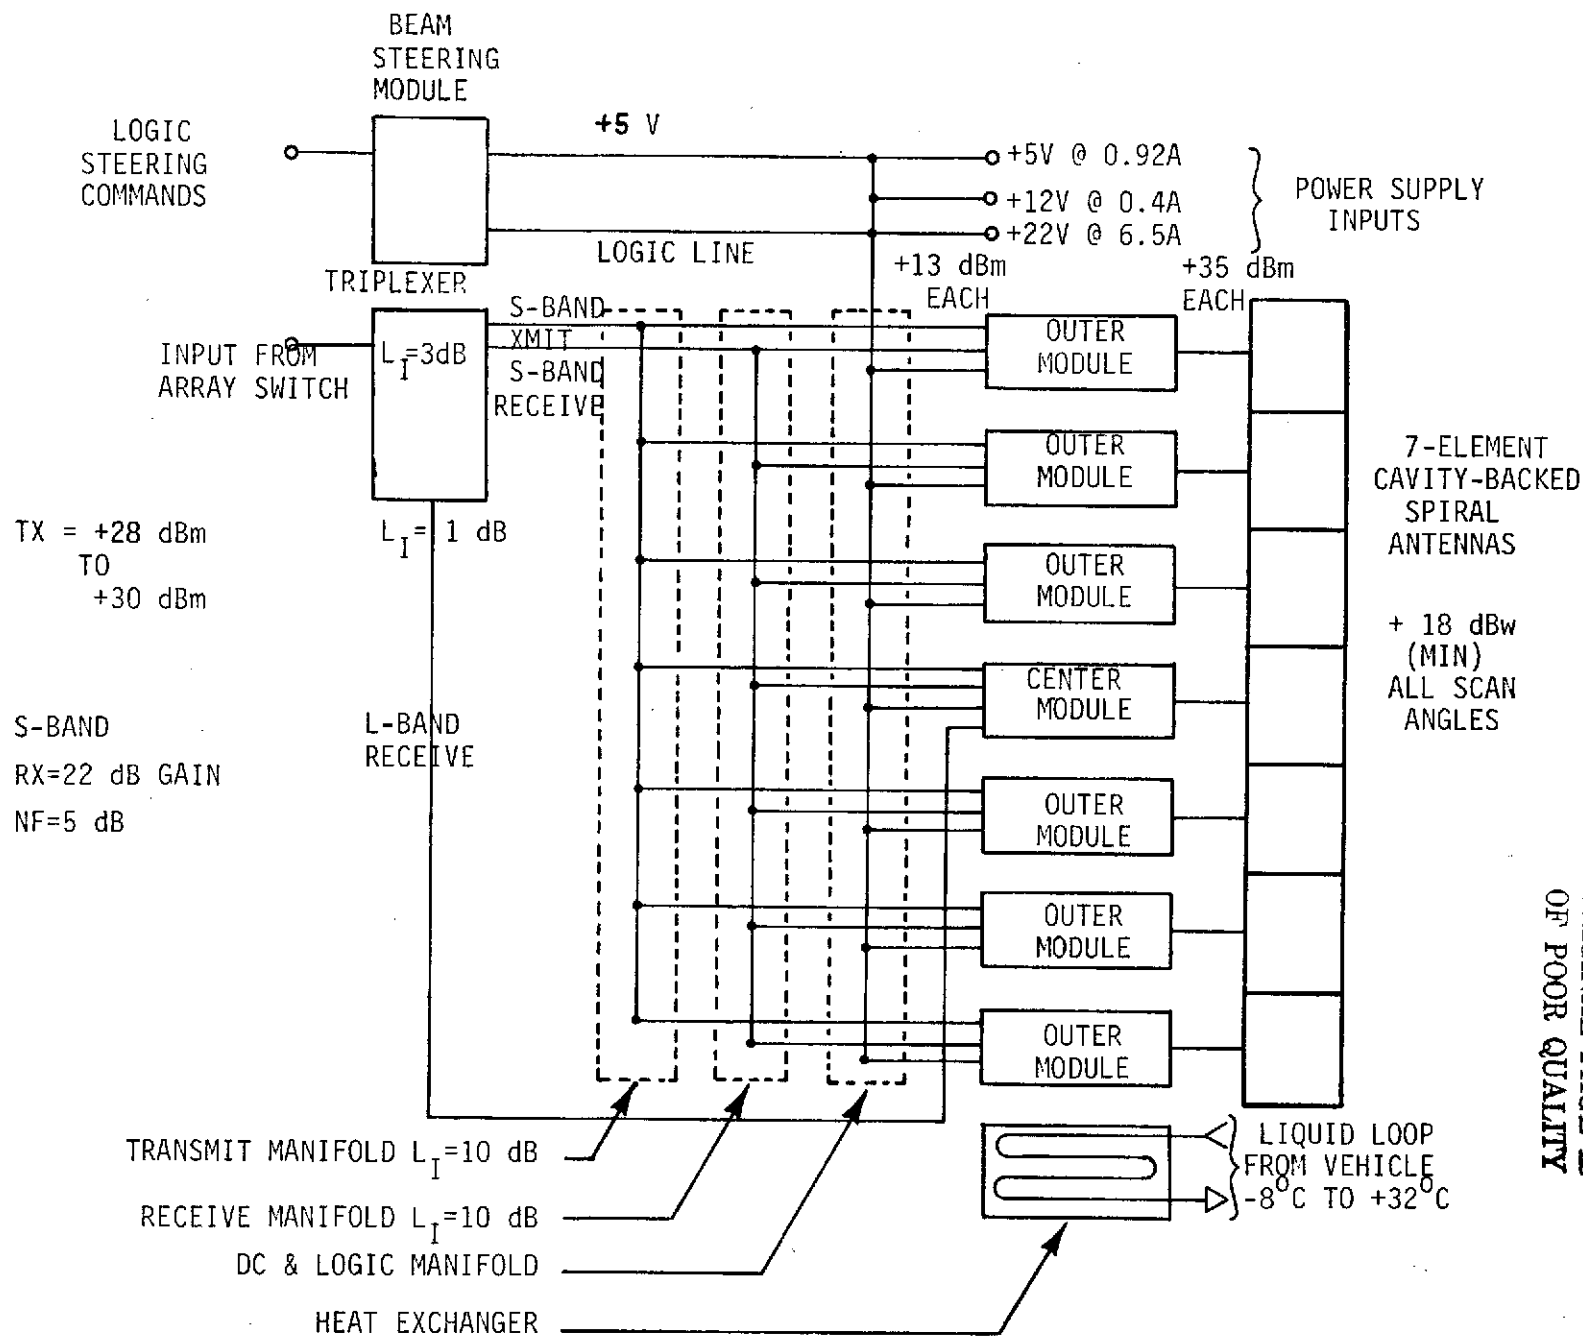 BEAM
STEERING
MODULE
LOGIC
STEERING
COMMANDS
+5 V
LOGIC LINE
+5V @ 0.92A
+12V @ 0.4A
+22V @ 6.5A
POWER SUPPLY
INPUTS
+13 dBm
EACH
+35 dBm
EACH
TRIPLEXER
INPUT FROM
ARRAY SWITCH
L_I=3dB
S-BAND
XMIT
S-BAND
RECEIVE
L_I= 1 dB
TX = +28 dBm
TO
+30 dBm
S-BAND
RX=22 dB GAIN
NF=5 dB
L-BAND
RECEIVE
OUTER
MODULE
OUTER
MODULE
OUTER
MODULE
CENTER
MODULE
OUTER
MODULE
OUTER
MODULE
OUTER
MODULE
7-ELEMENT
CAVITY-BACKED
SPIRAL
ANTENNAS
+ 18 dBw
(MIN)
ALL SCAN
ANGLES
TRANSMIT MANIFOLD L_I=10 dB
RECEIVE MANIFOLD L_I=10 dB
DC & LOGIC MANIFOLD
HEAT EXCHANGER
LIQUID LOOP
FROM VEHICLE
-8°C TO +32°C
OF POOR QUALITY